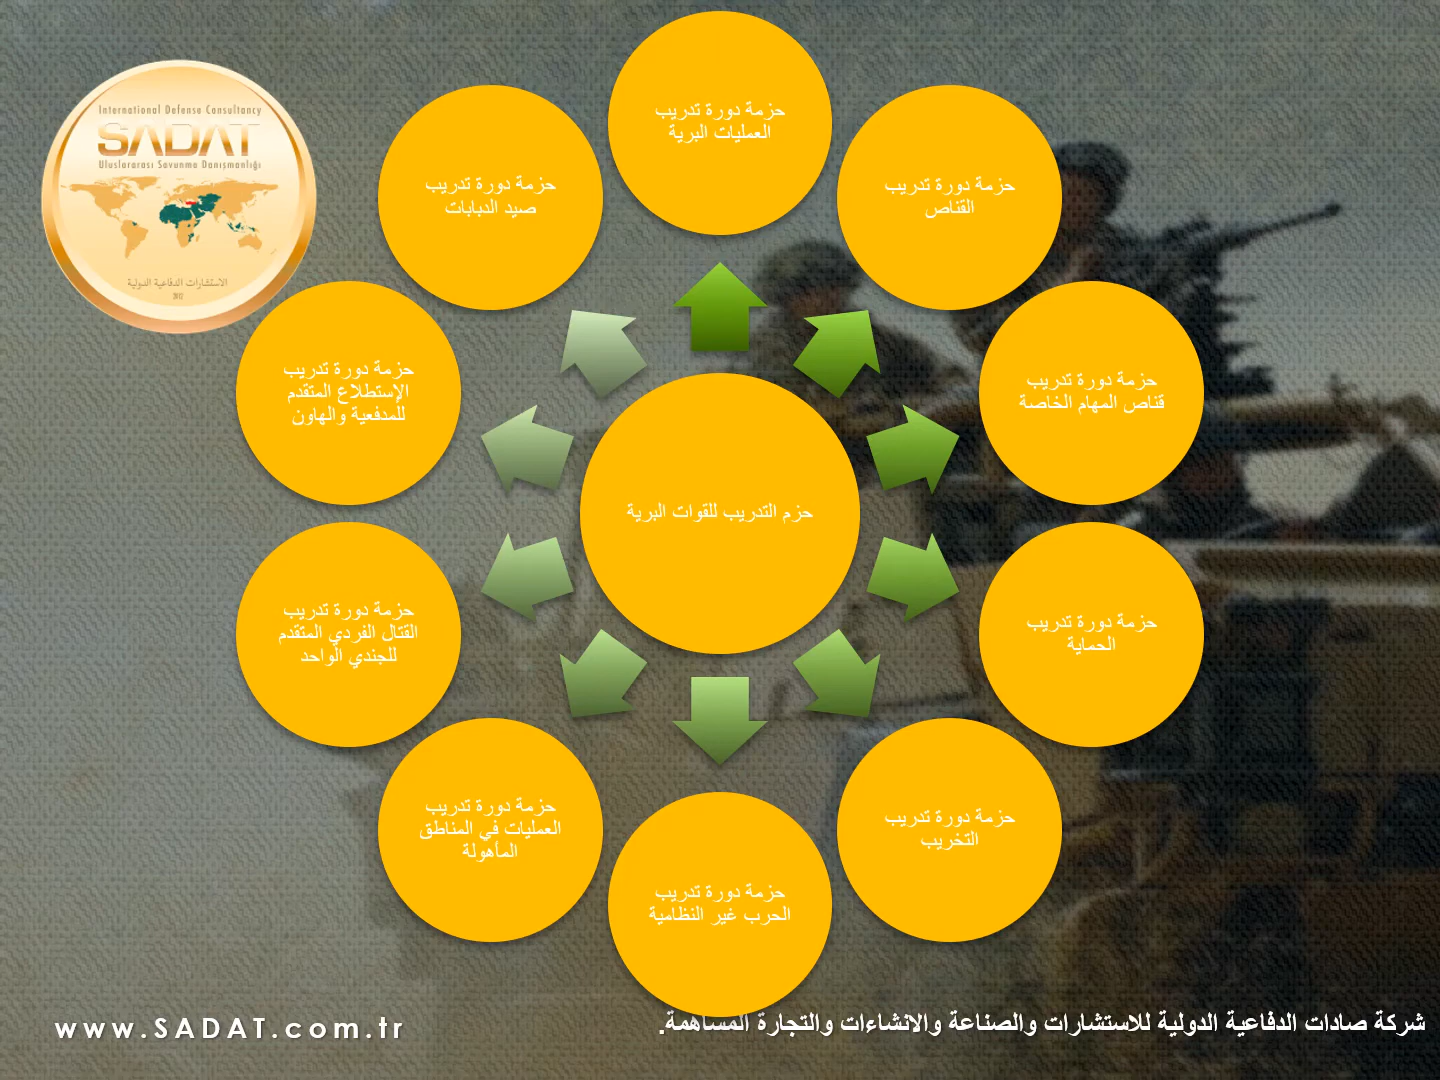 International Defense Consultancy
SADAT
Uluslararası Savunma Danışmanlığı
الاستشارات الدفاعية الدولية
2012
حزم التدريب للقوات البرية
حزمة دورة تدريب
العمليات البرية
حزمة دورة تدريب
القناص
حزمة دورة تدريب
قناص المهام الخاصة
حزمة دورة تدريب
الحماية
حزمة دورة تدريب
التخريب
حزمة دورة تدريب
الحرب غير النظامية
حزمة دورة تدريب
العمليات في المناطق
المأهولة
حزمة دورة تدريب
القتال الفردي المتقدم
للجندي الواحد
حزمة دورة تدريب
الإستطلاع المتقدم
للمدفعية والهاون
حزمة دورة تدريب
صيد الدبابات
www.SADAT.com.tr
شركة صادات الدفاعية الدولية للاستشارات والصناعة والانشاءات والتجارة المساهمة.